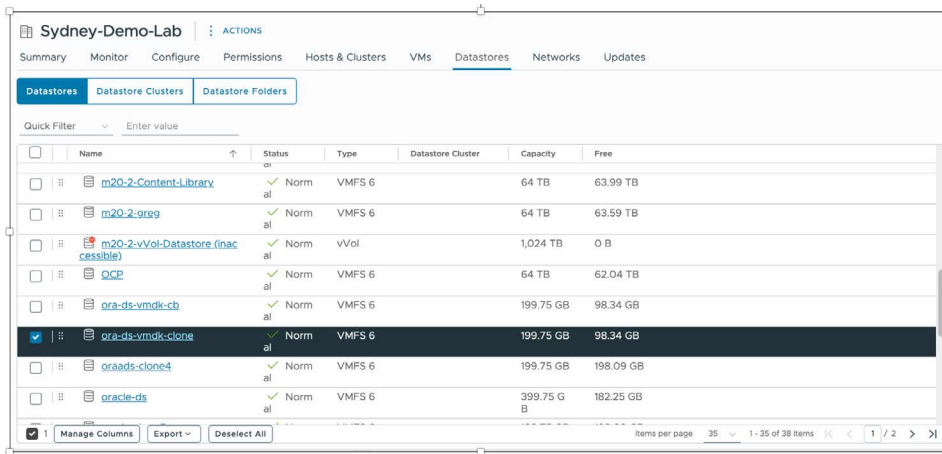 Sydney-Demo-Lab ACTIONS
Summary Monitor Configure Permissions Hosts & Clusters VMs Datastores Networks Updates
Datastores Datastore Clusters Datastore Folders
Quick Filter Enter value
Name Status Type Datastore Cluster Capacity Free
al
m20-2-Content-Library Norm VMFS 6 64 TB 63.99 TB
al
m20-2-greg Norm VMFS 6 64 TB 63.59 TB
al
m20-2-vVol-Datastore (inac Norm vVol 1,024 TB 0 B
cessible) al
OCP Norm VMFS 6 64 TB 62.04 TB
al
ora-ds-vmdk-cb Norm VMFS 6 199.75 GB 98.34 GB
al
ora-ds-vmdk-clone Norm VMFS 6 199.75 GB 98.34 GB
al
oraads-clone4 Norm VMFS 6 199.75 GB 198.09 GB
al
oracle-ds Norm VMFS 6 399.75 G 182.25 GB
al B
1 Manage Columns Export Deselect All Items per page 35 1 - 35 of 38 items 1 / 2